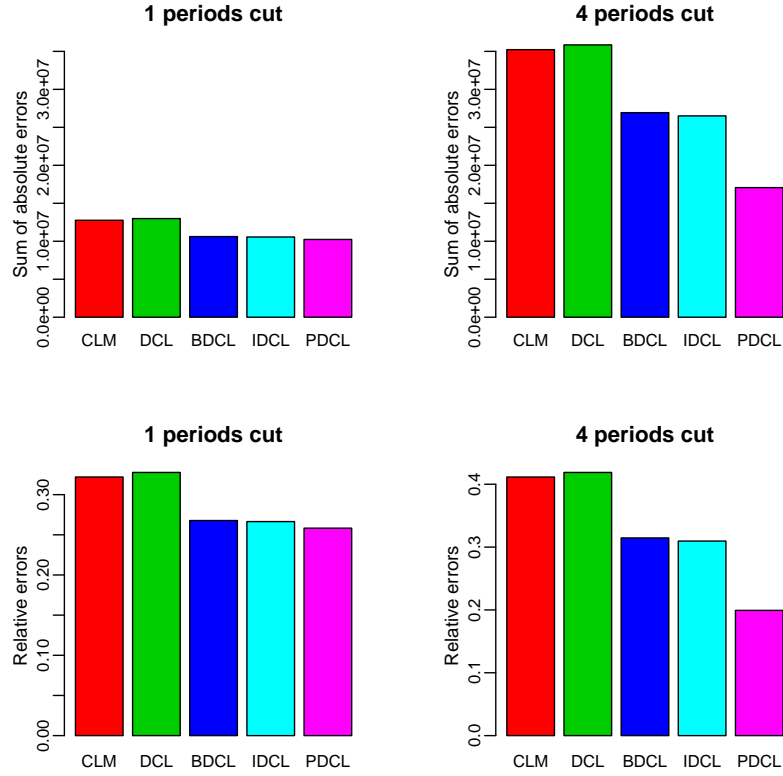 1 periods cut
Sum of absolute errors
0.0e+00
1.0e+07
2.0e+07
3.0e+07
CLM DCL BDCL IDCL PDCL
4 periods cut
Sum of absolute errors
0.0e+00
1.0e+07
2.0e+07
3.0e+07
CLM DCL BDCL IDCL PDCL
1 periods cut
Relative errors
0.00
0.10
0.20
0.30
CLM DCL BDCL IDCL PDCL
4 periods cut
Relative errors
0.0
0.1
0.2
0.3
0.4
CLM DCL BDCL IDCL PDCL